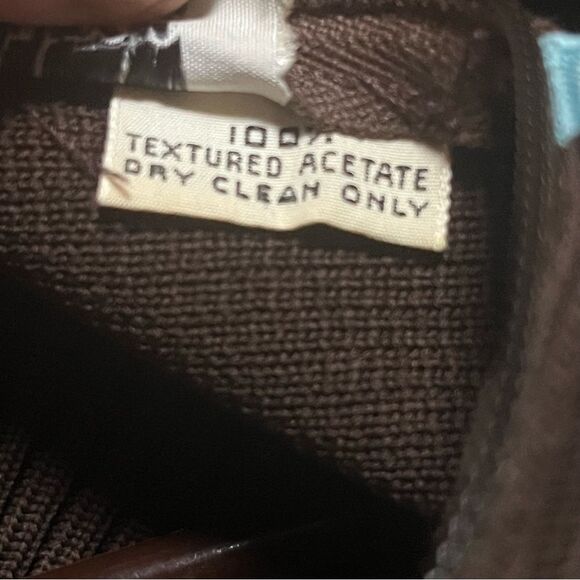 100%
TEXTURED ACETATE
DRY CLEAN ONLY